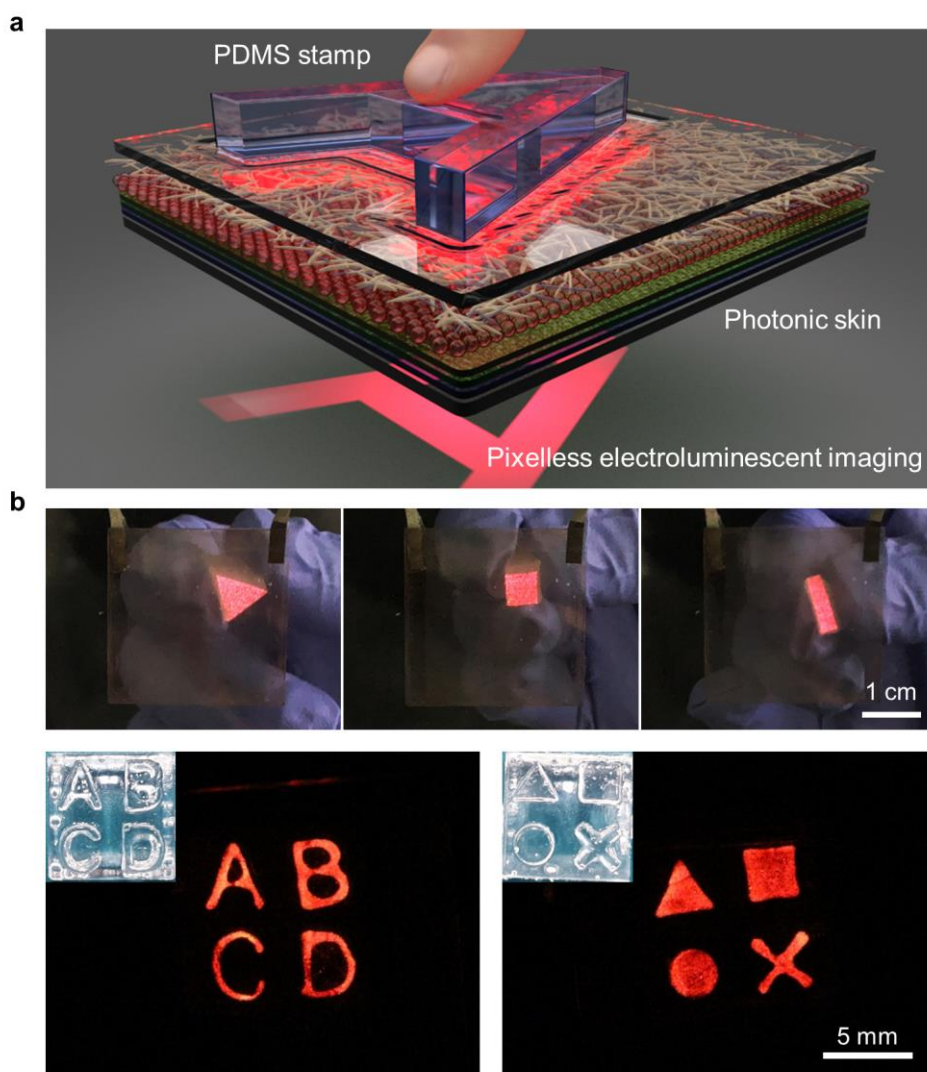 a
PDMS stamp
Photonic skin
Pixelless electroluminescent imaging
b
1 cm
A B
C D
A B
C D
5 mm